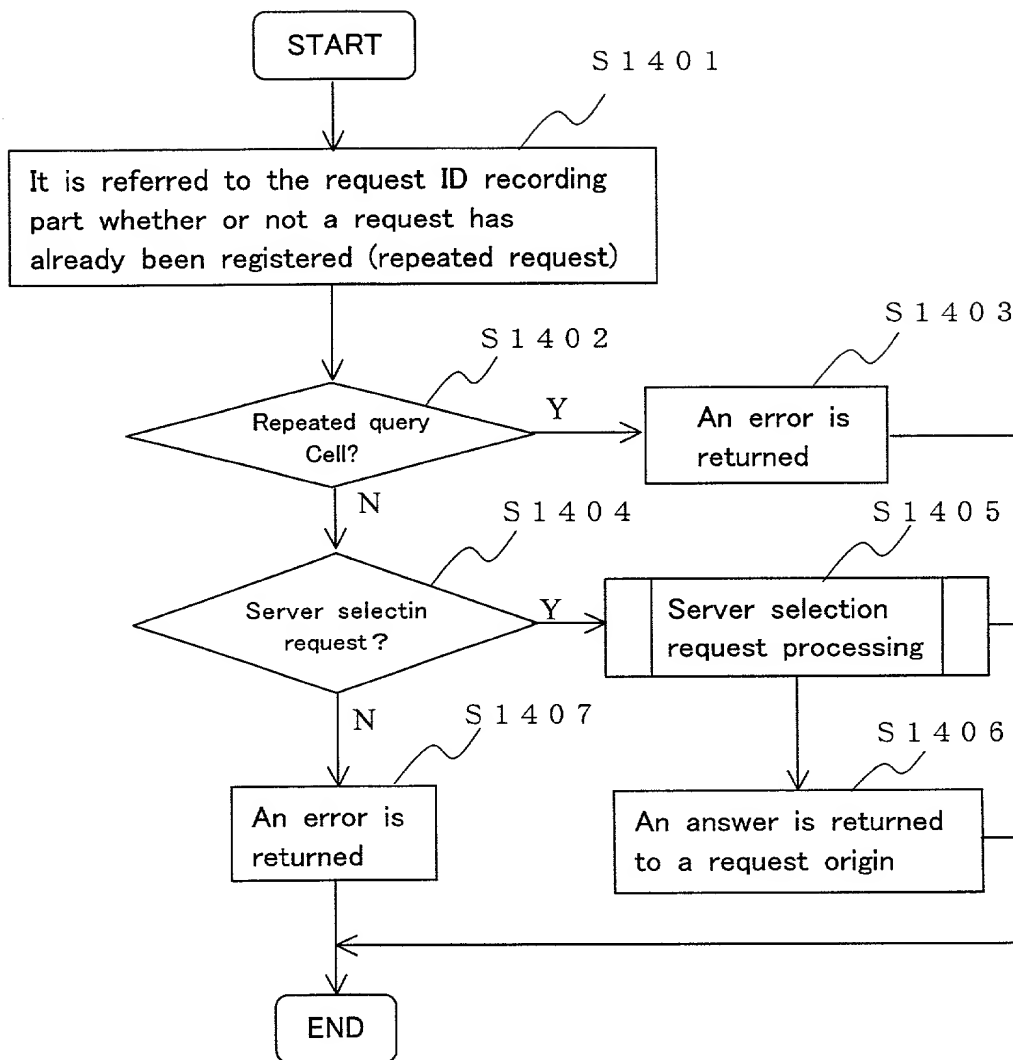 START
S1401
It is referred to the request ID recording
part whether or not a request has
already been registered (repeated request)
S1402
S1403
Repeated query
Cell?
Y
An error is
returned
N
S1404
S1405
Server selectin
request?
Y
Server selection
request processing
N
S1407
S1406
An error is
returned
An answer is returned
to a request origin
END